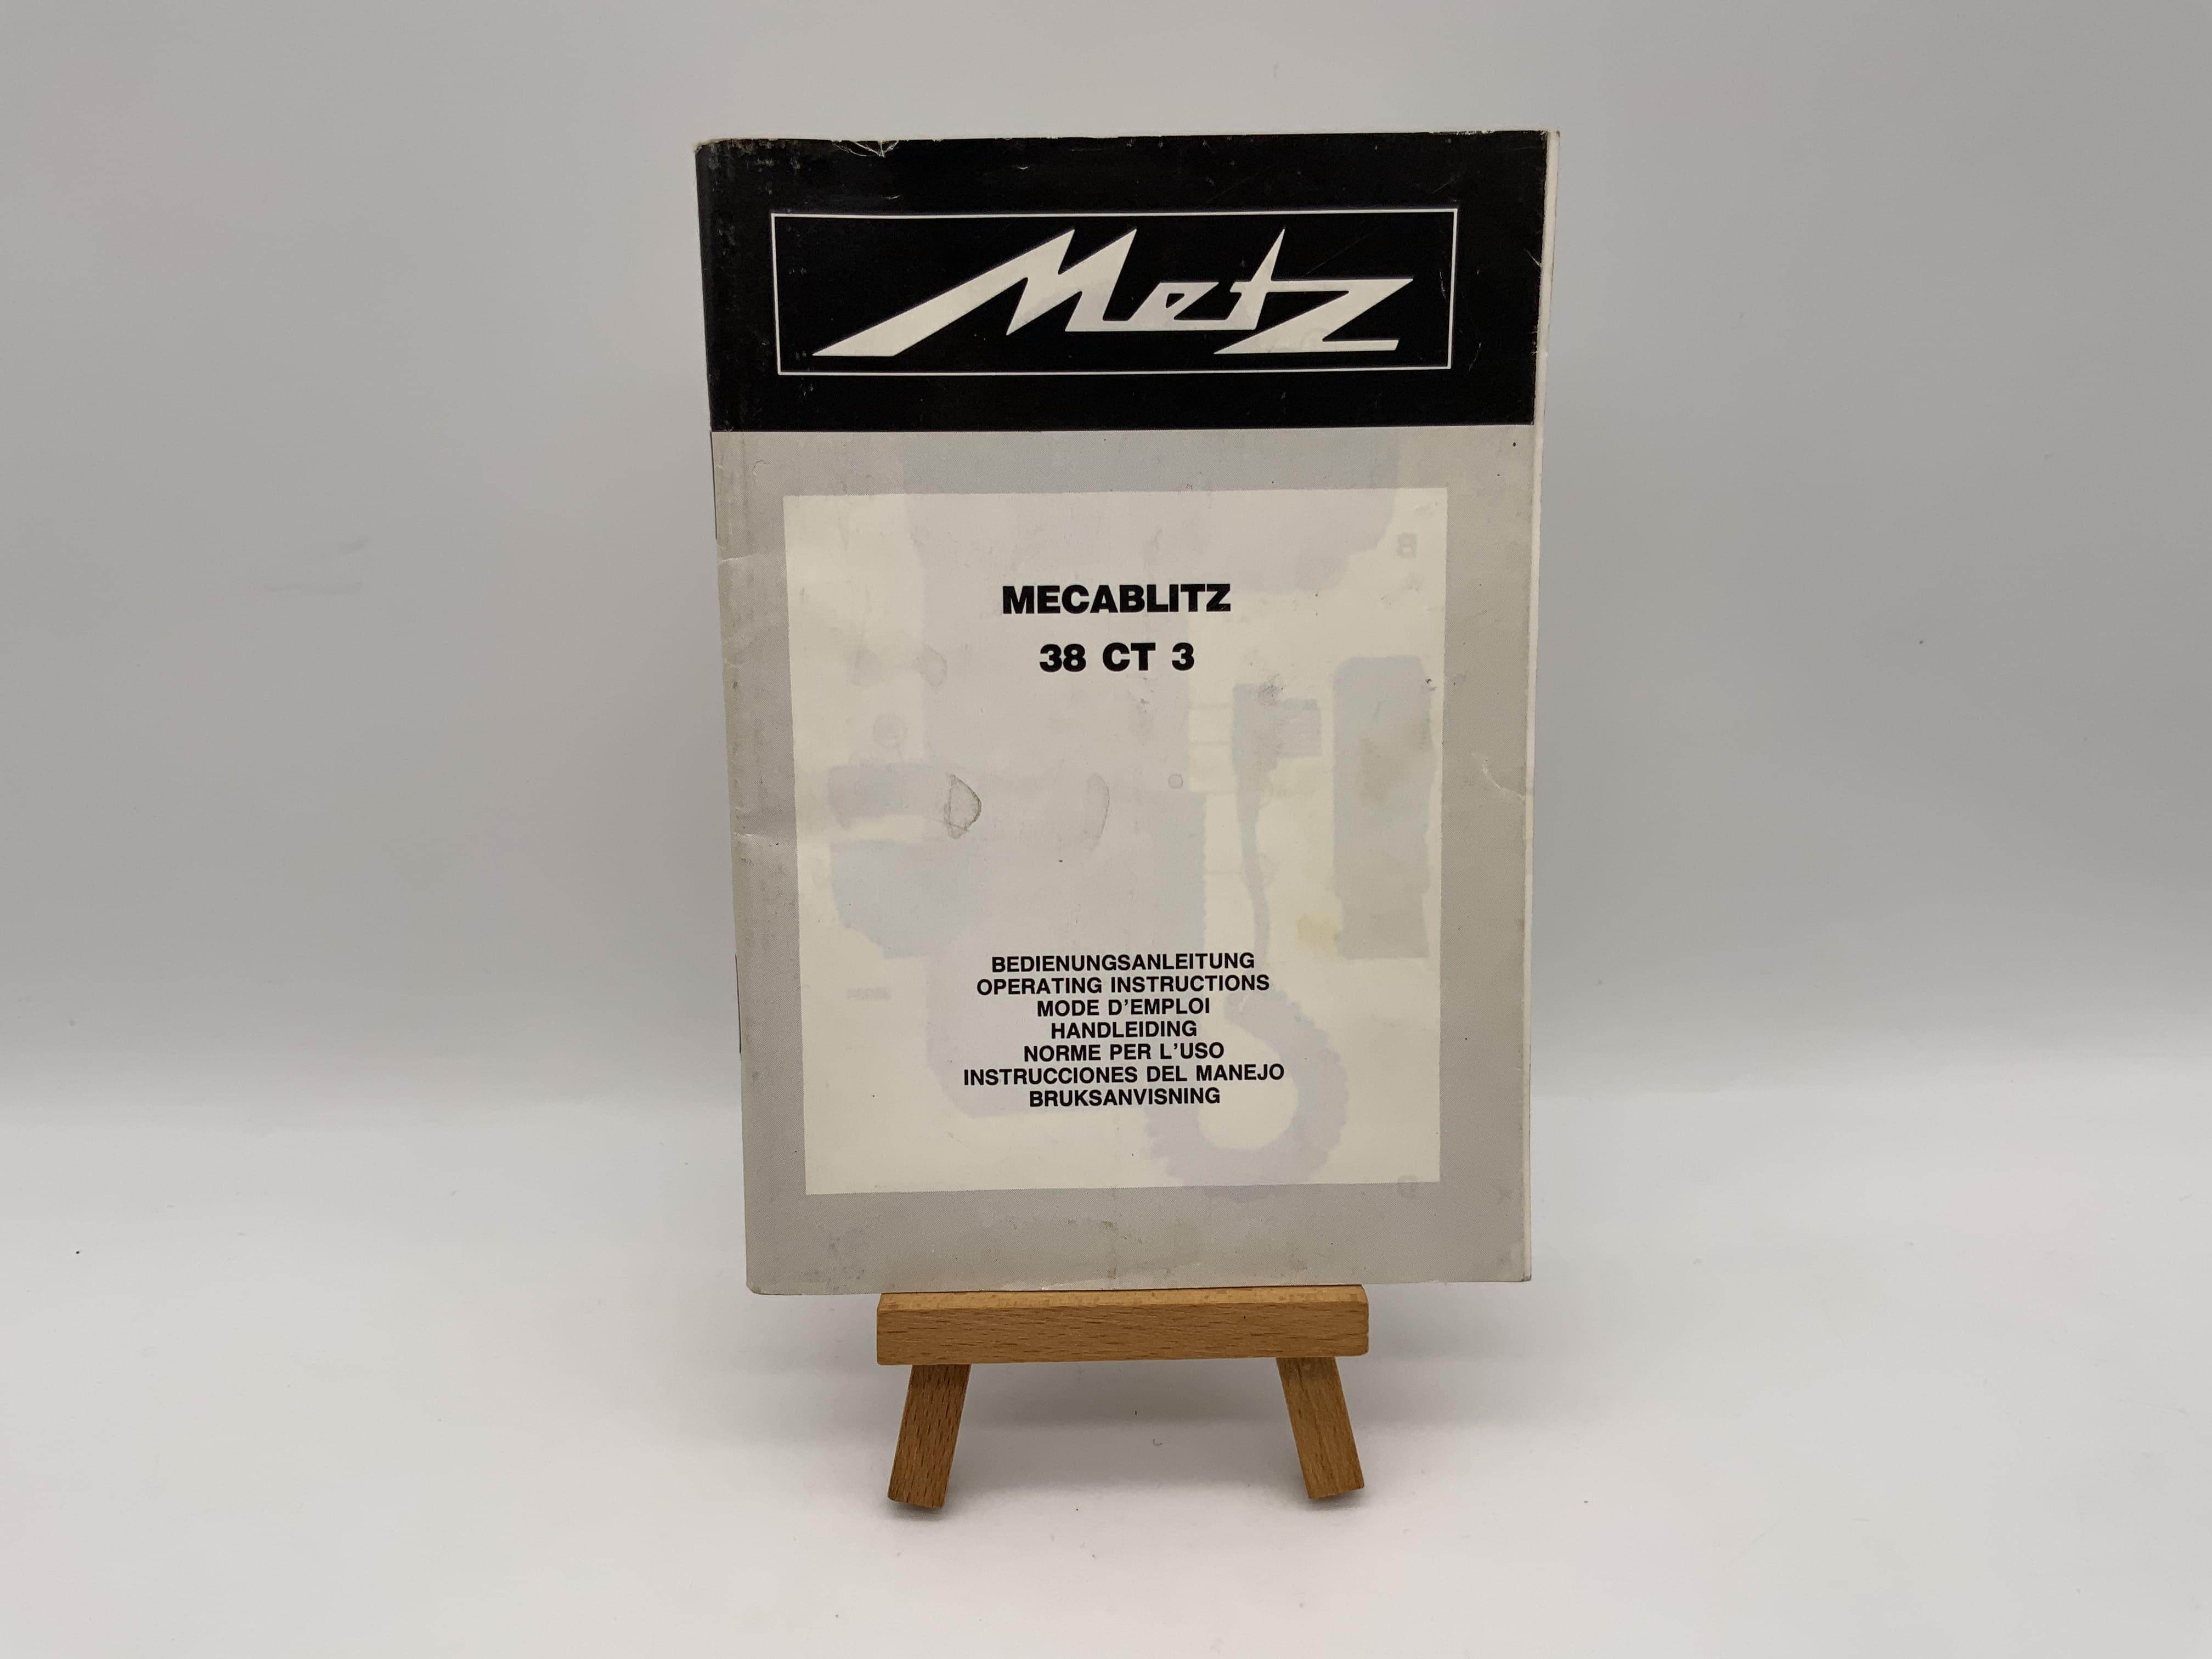 Metz
MECABLITZ
38 CT 3
BEDIENUNGSANLEITUNG
OPERATING INSTRUCTIONS
MODE D'EMPLOI
HANDLEIDING
NORME PER L'USO
INSTRUCCIONES DEL MANEJO
BRUKSANVISNING